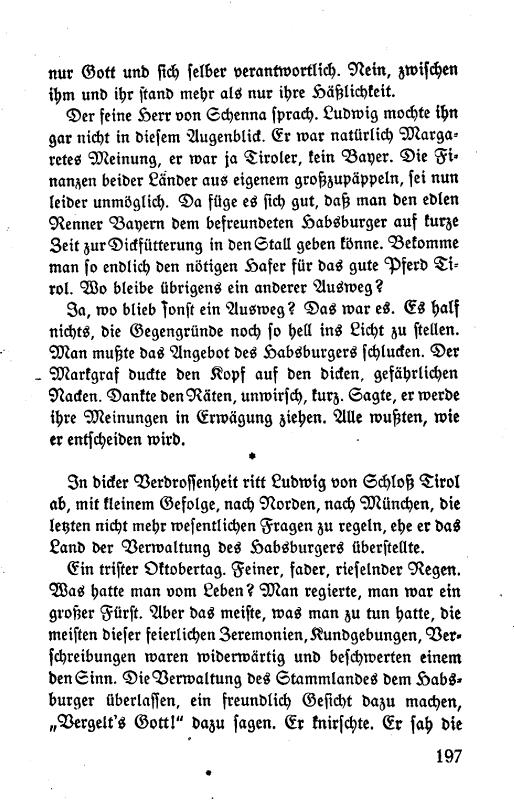 nur Gott und sich selber verantwortlich. Nein, zwischen
ihm und ihr stand mehr als nur ihre Häßlichkeit.
Der feine Herr von Schenna sprach. Ludwig mochte ihn
gar nicht in diesem Augenblick. Er war natürlich Marga-
retes Meinung, er war ja Tiroler, kein Bayer. Die Fi-
nanzen beider Länder aus eigenem großzupäppeln, sei nun
leider unmöglich. Da füge es sich gut, daß man den edlen
Renner Bayern dem befreundeten Habsburger auf kurze
Zeit zur Dickfütterung in den Stall geben könne. Bekomme
man so endlich den nötigen Hafer für das gute Pferd Ti-
rol. Wo bleibe übrigens ein anderer Ausweg?
Ja, wo blieb sonst ein Ausweg? Das war es. Es half
nichts, die Gegengründe noch so hell ins Licht zu stellen.
Man mußte das Angebot des Habsburgers schlucken. Der
Markgraf duckte den Kopf auf den dicken, gefährlichen
Nacken. Dankte den Räten, unwirsch, kurz. Sagte, er werde
ihre Meinungen in Erwägung ziehen. Alle wußten, wie
er entscheiden wird.
*
In dicker Verdrossenheit ritt Ludwig von Schloß Tirol
ab, mit kleinem Gefolge, nach Norden, nach München, die
letzten nicht mehr wesentlichen Fragen zu regeln, ehe er das
Land der Verwaltung des Habsburgers überstellte.
Ein trister Oktobertag. Feiner, fader, rieselnder Regen.
Was hatte man vom Leben? Man regierte, man war ein
großer Fürst. Aber das meiste, was man zu tun hatte, die
meisten dieser feierlichen Zeremonien, Kundgebungen, Ver-
schreibungen waren widerwärtig und beschwerten einem
den Sinn. Die Verwaltung des Stammlandes dem Habs-
burger überlassen, ein freundlich Gesicht dazu machen,
„Vergelt's Gott!“ dazu sagen. Er knirschte. Er sah die
197